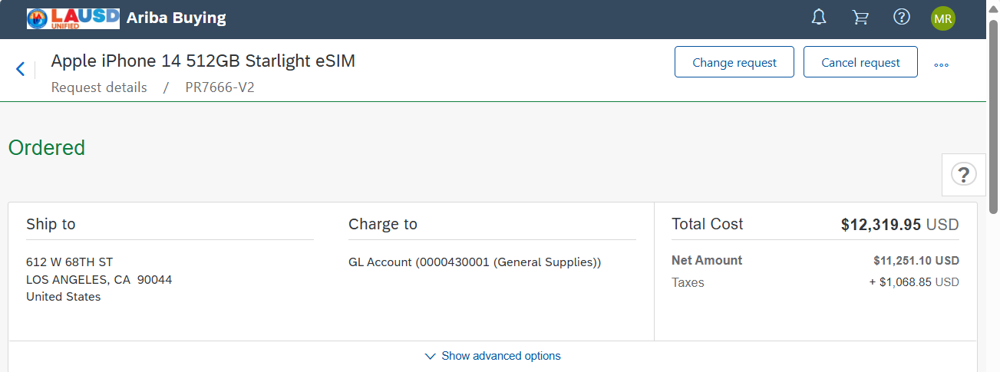 LAUSD UNIFIED Ariba Buying
MR
Apple iPhone 14 512GB Starlight eSIM
Change request
Cancel request
Request details / PR7666-V2
Ordered
?
Ship to
612 W 68TH ST
LOS ANGELES, CA 90044
United States
Charge to
GL Account (0000430001 (General Supplies))
Total Cost $12,319.95 USD
Net Amount $11,251.10 USD
Taxes + $1,068.85 USD
Show advanced options